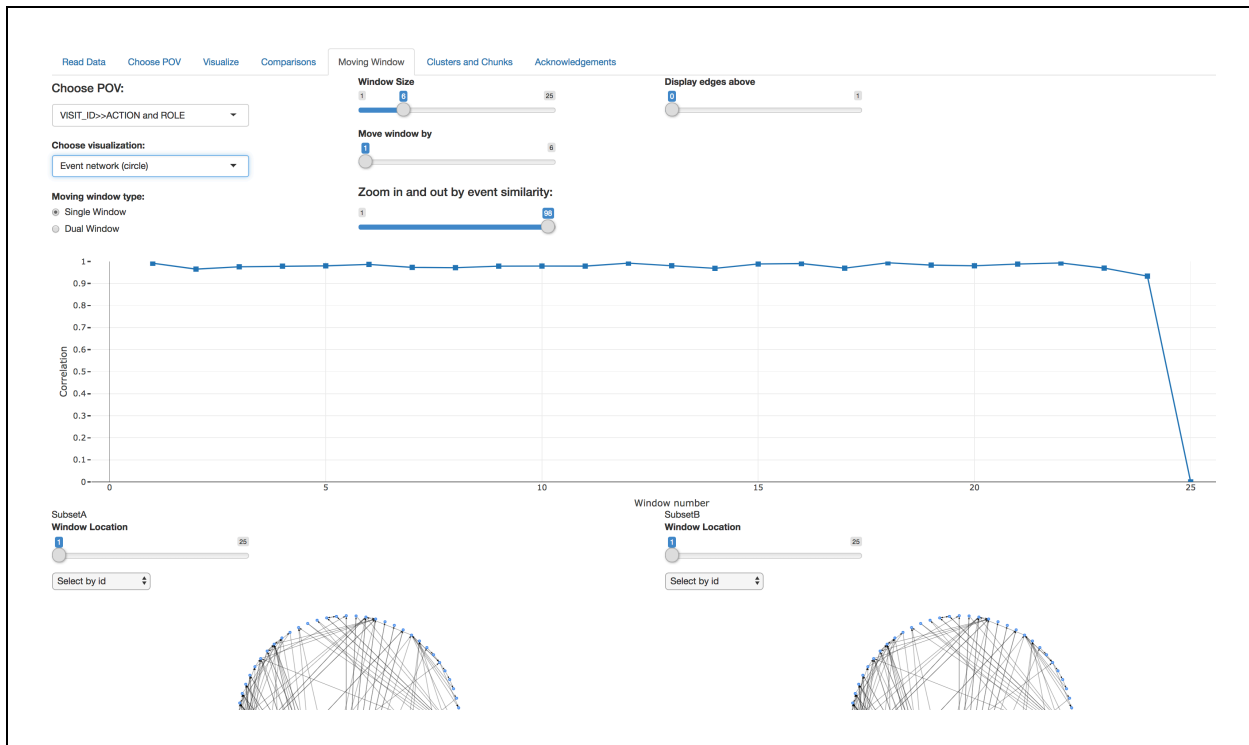 Read Data Choose POV Visualize Comparisons Moving Window Clusters and Chunks Acknowledgements
Choose POV:
VISIT_ID>>ACTION and ROLE
Choose visualization:
Event network (circle)
Moving window type:
Single Window
Dual Window
Window Size
1 6 25
Move window by
1 6
Zoom in and out by event similarity:
1 98
Display edges above
0 1
Correlation
1
0.9
0.8
0.7
0.6
0.5
0.4
0.3
0.2
0.1
0
0 5 10 15 20 25
Window number
SubsetA
Window Location
1 25
Select by id
SubsetB
Window Location
1 25
Select by id